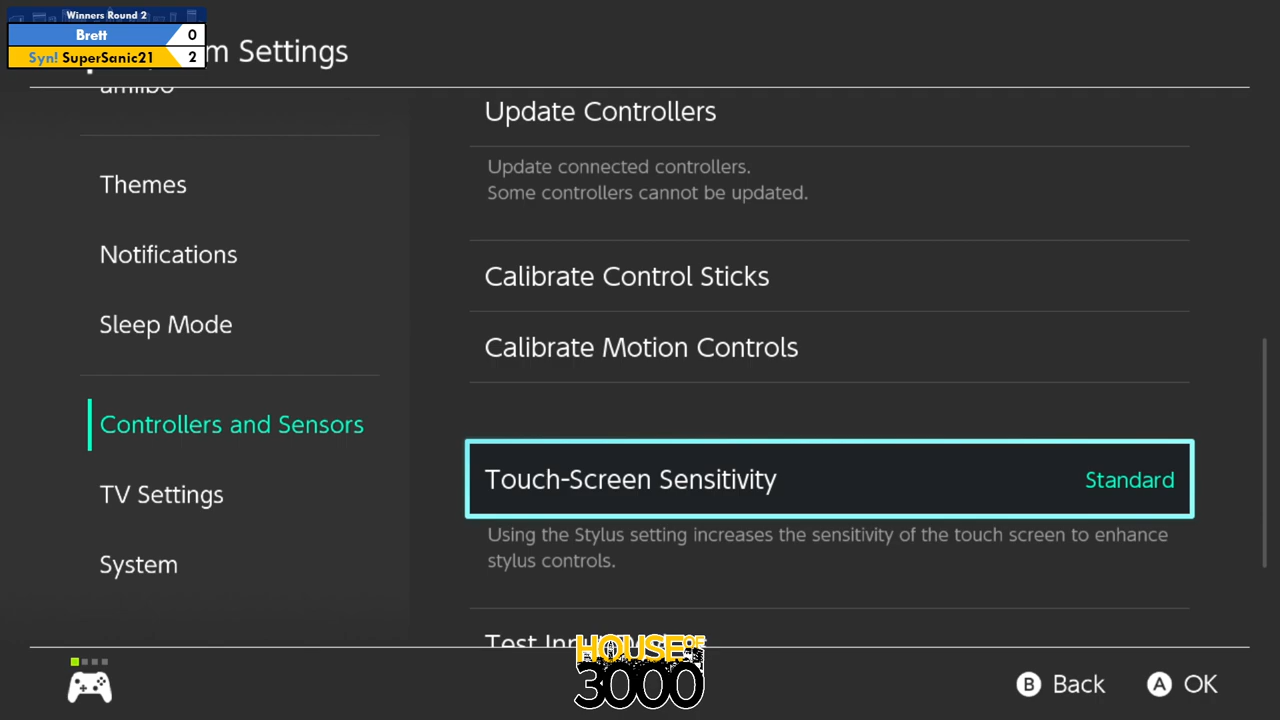 Winners Round 2
Brett 0
Syn! SuperSanic21 2
m Settings
amiibo
Themes
Notifications
Sleep Mode
Controllers and Sensors
TV Settings
System
Update Controllers
Update connected controllers.
Some controllers cannot be updated.
Calibrate Control Sticks
Calibrate Motion Controls
Touch-Screen Sensitivity Standard
Using the Stylus setting increases the sensitivity of the touch screen to enhance
stylus controls.
Test In
HOUSE OF
3000
B Back
A OK